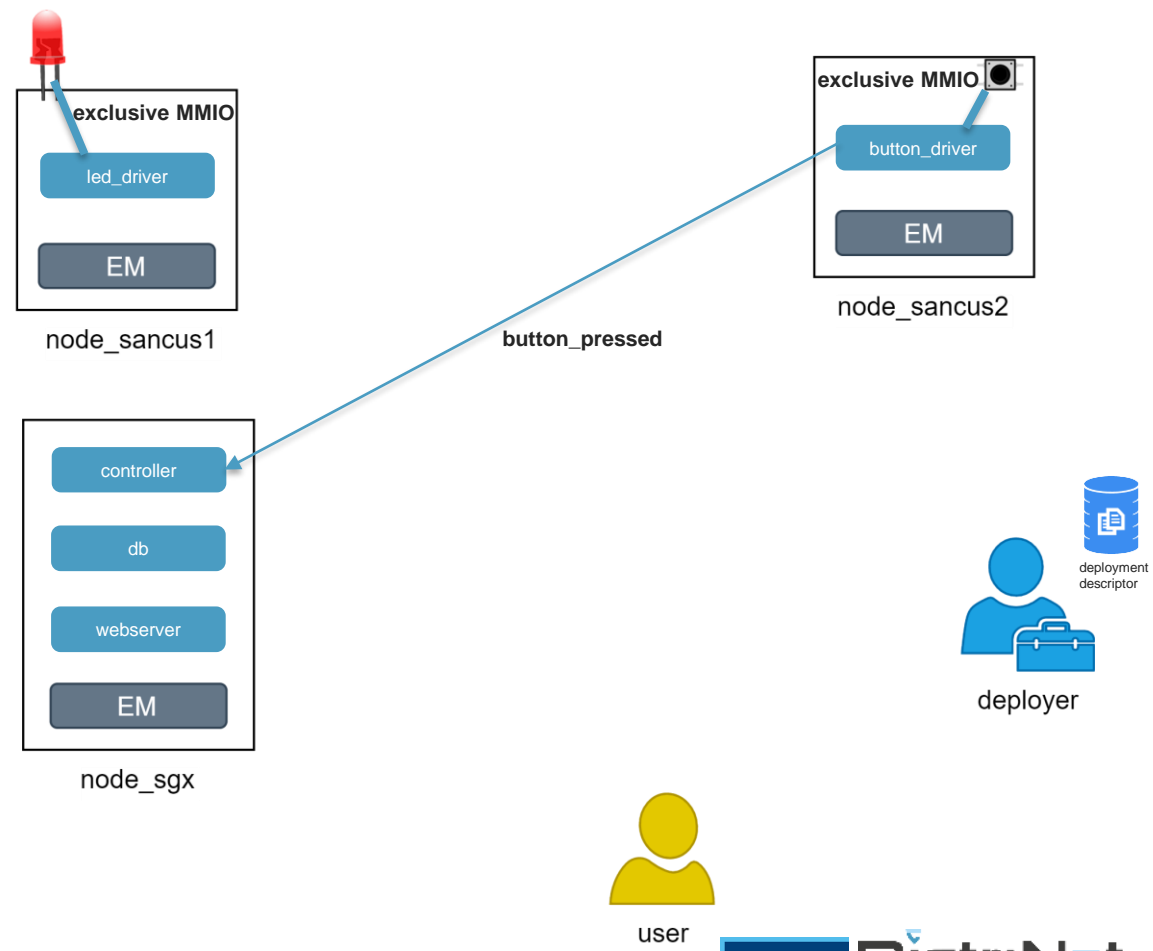 exclusive MMIO
led_driver
EM
node_sancus1
exclusive MMIO
button_driver
EM
node_sancus2
button_pressed
controller
db
webserver
EM
node_sgx
deployment
descriptor
deployer
user